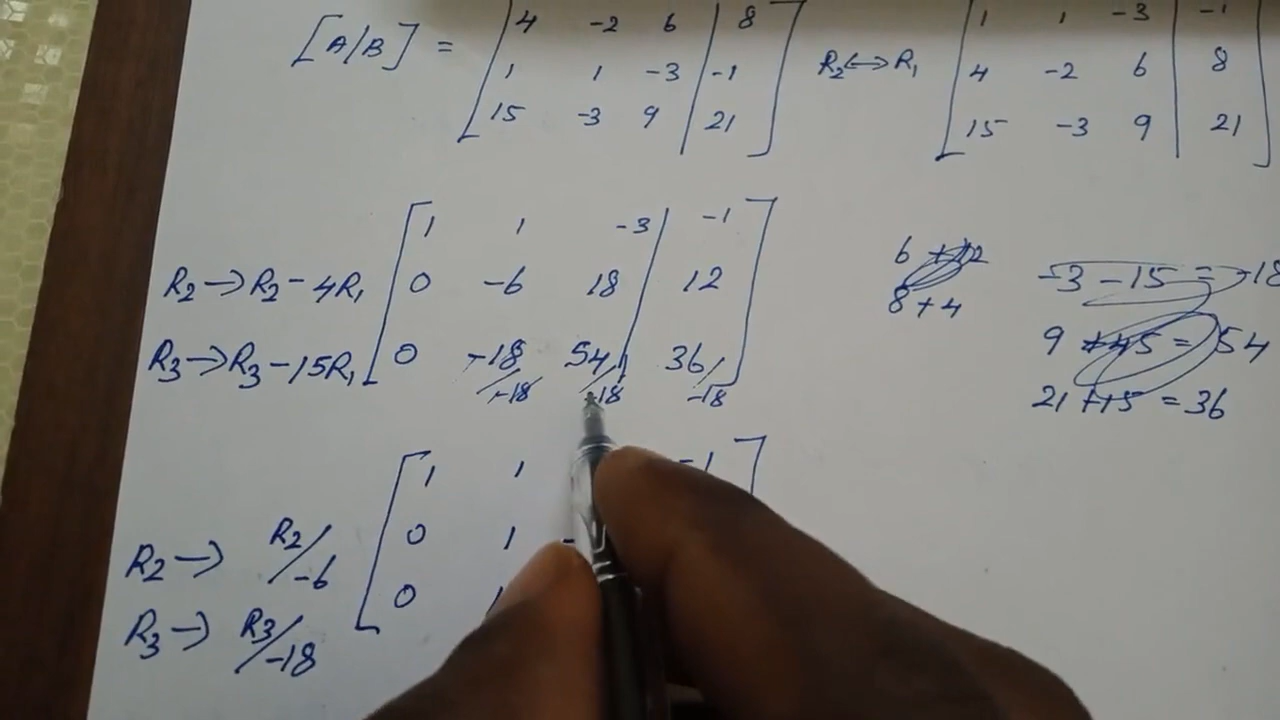 [A/B] = [ 4 -2 6 | 8 ] R2↔R1 [ 1 1 -3 | -1 ]
1 1 -3 | -1 4 -2 6 | 8
15 -3 9 | 21 15 -3 9 | 21
1 1 -3 | -1
R2→R2-4R1 0 -6 18 | 12
R3→R3-15R1 0 -18/-18 54/-18 36/-18
6 +12
8+4
-3-15=-18
9 +45=54
21+15=36
1 1 -1
R2→ R2/-6 0 1 -
R3→ R3/-18 0 1